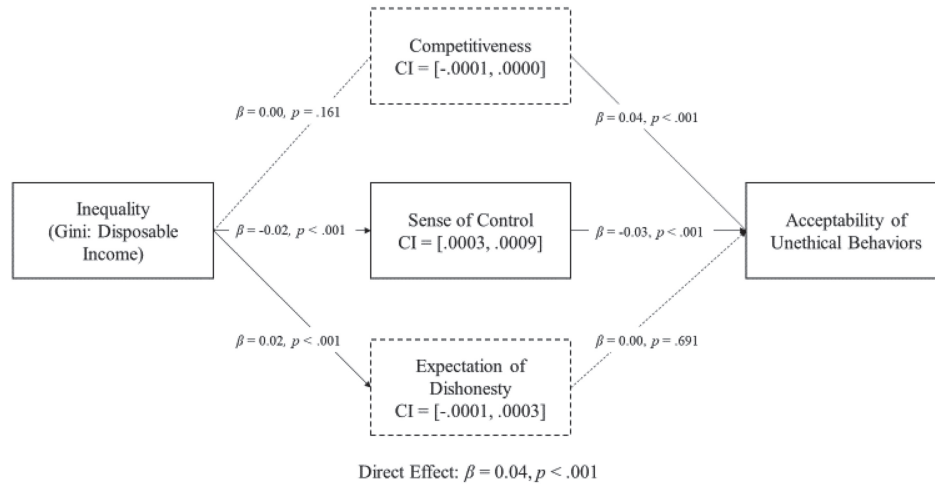 Competitiveness
CI = [-.0001, .0000]
β = 0.00, p = .161
β = 0.04, p < .001
Inequality
(Gini: Disposable
Income)
β = -0.02, p < .001
Sense of Control
CI = [.0003, .0009]
β = -0.03, p < .001
Acceptability of
Unethical Behaviors
β = 0.02, p < .001
β = 0.00, p = .691
Expectation of
Dishonesty
CI = [-.0001, .0003]
Direct Effect: β = 0.04, p < .001